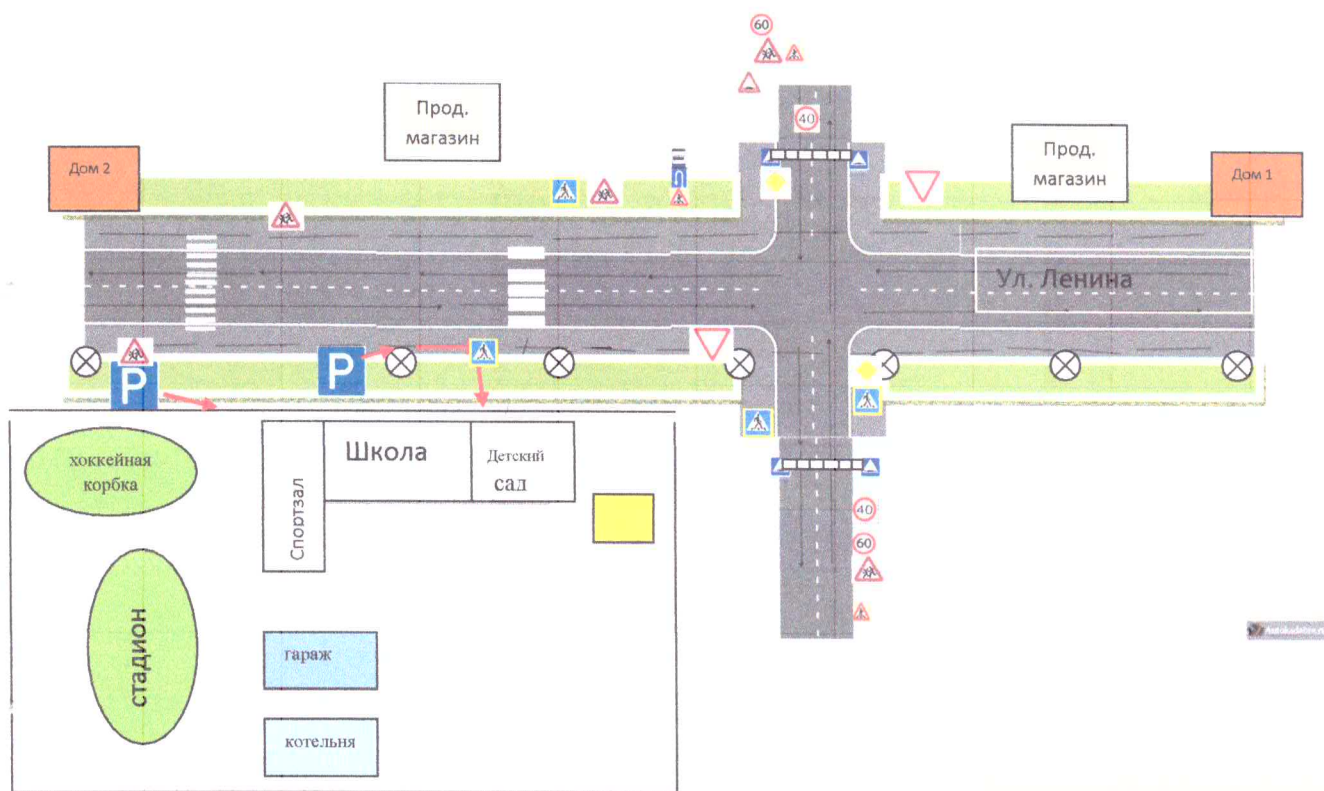 60
Прод.
магазин
40
Дом 2
Прод.
магазин
Дом 1
Ул. Ленина
P
P
хоккейная
корбка
Школа
Детский
сад
Спортзал
40
60
стадион
гараж
котельня